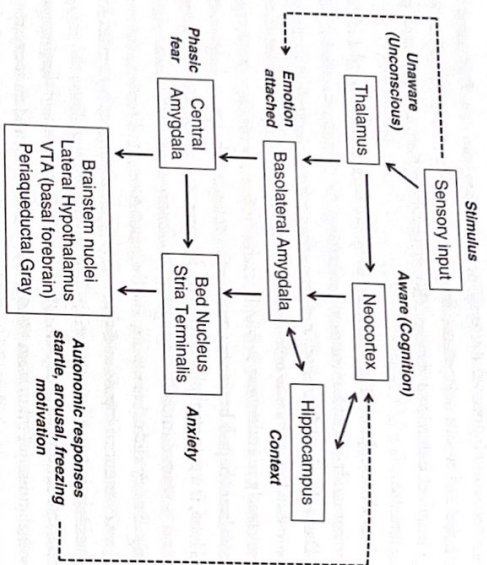 Stimulus
Sensory input
Unaware
(Unconscious)
Aware (Cognition)
Thalamus
Neocortex
Emotion
attached
Basolateral Amygdala
Hippocampus
Context
Phasic
fear
Central
Amygdala
Bed Nucleus
Stria Terminalis
Anxiety
Brainstem nuclei
Lateral Hypothalamus
VTA (basal forebrain)
Periaqueductal Gray
Autonomic responses
startle, arousal, freezing
motivation